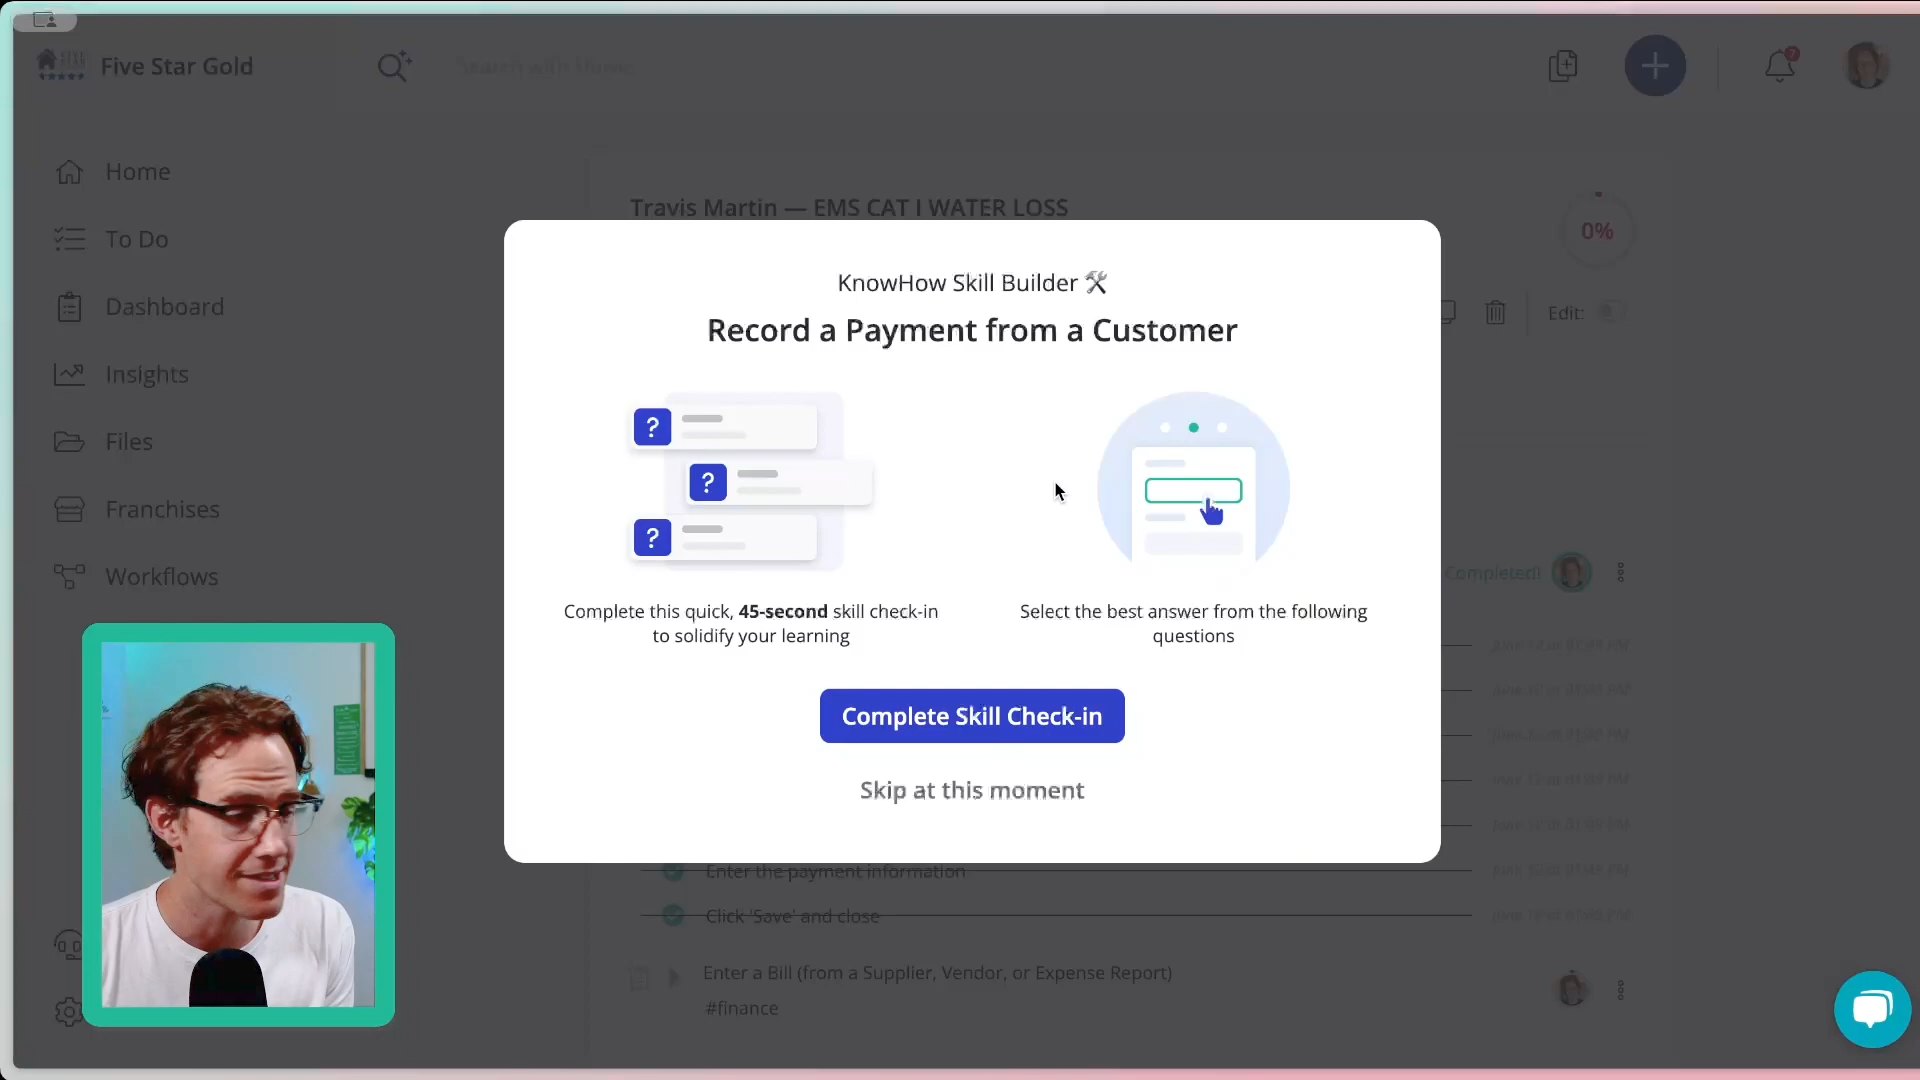 Five Star Gold
7
Home
To Do
Dashboard
Insights
Files
Franchises
Workflows
Travis Martin — EMS CAT I WATER LOSS
0%
Edit:
KnowHow Skill Builder
Record a Payment from a Customer
?
?
?
Complete this quick, 45-second skill check-in
to solidify your learning
Select the best answer from the following
questions
Complete Skill Check-in
Skip at this moment
Completed!
Enter the payment information
Click 'Save' and close
Enter a Bill (from a Supplier, Vendor, or Expense Report)
#finance